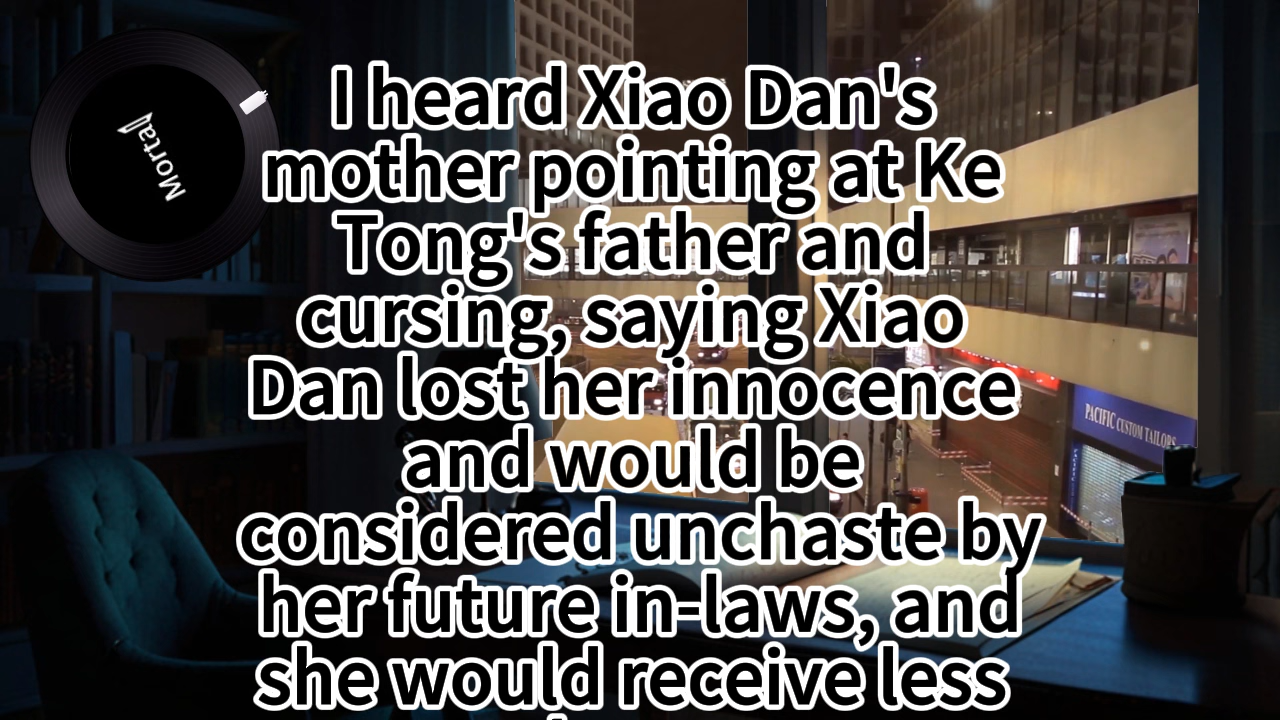 Mortal
I heard Xiao Dan's
mother pointing at Ke
Tong's father and
cursing, saying Xiao
Dan lost her innocence
and would be
considered unchaste by
her future in-laws, and
she would receive less
PACIFIC CUSTOM TAILORS